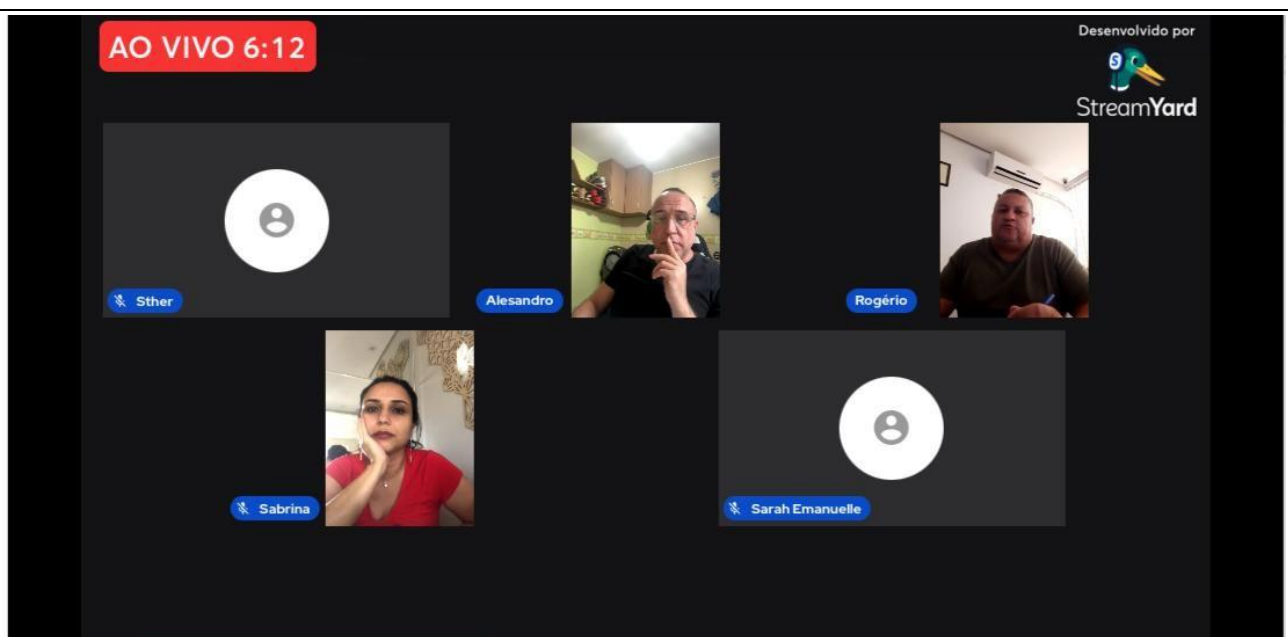 AO VIVO 6:12
Desenvolvido por
StreamYard
Sther
Alesandro
Rogério
Sabrina
Sarah Emanuelle